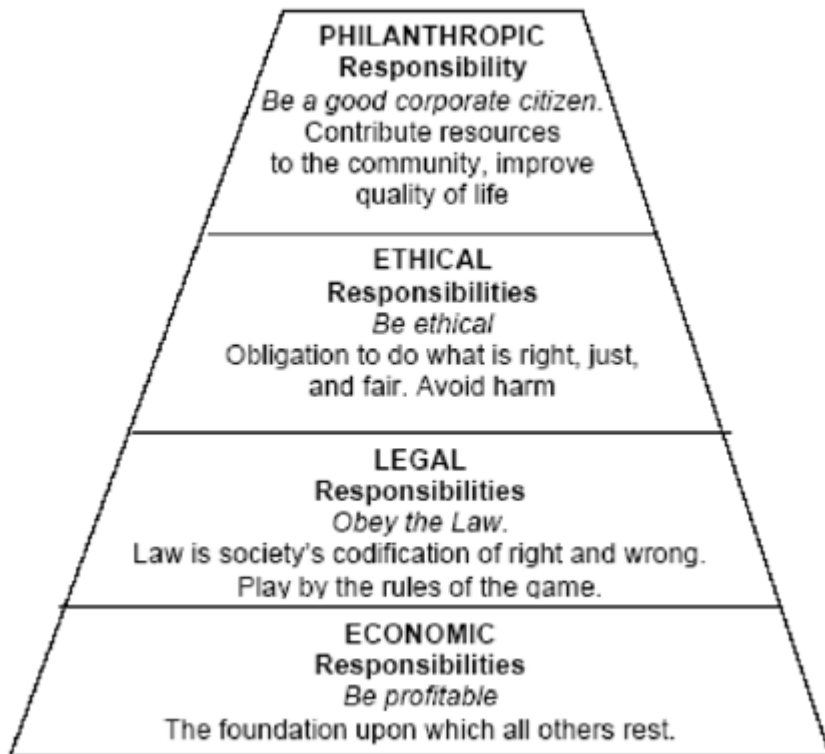 PHILANTHROPIC
Responsibility
Be a good corporate citizen.
Contribute resources
to the community, improve
quality of life
ETHICAL
Responsibilities
Be ethical
Obligation to do what is right, just,
and fair. Avoid harm
LEGAL
Responsibilities
Obey the Law.
Law is society's codification of right and wrong.
Play by the rules of the game.
ECONOMIC
Responsibilities
Be profitable
The foundation upon which all others rest.